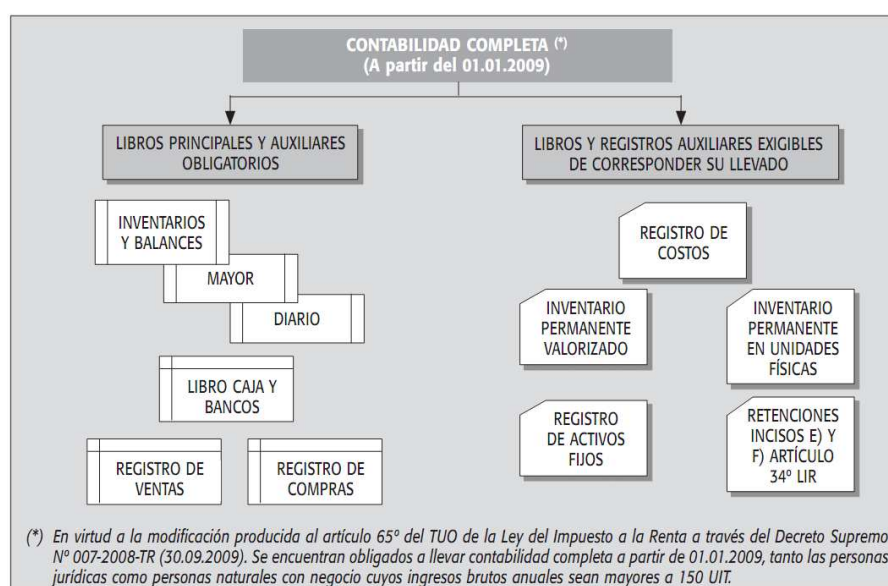 CONTABILIDAD COMPLETA (*)
(A partir del 01.01.2009)
LIBROS PRINCIPALES Y AUXILIARES
OBLIGATORIOS
LIBROS Y REGISTROS AUXILIARES EXIGIBLES
DE CORRESPONDER SU LLEVADO
INVENTARIOS
Y BALANCES
MAYOR
DIARIO
LIBRO CAJA Y
BANCOS
REGISTRO DE
VENTAS
REGISTRO DE
COMPRAS
REGISTRO DE
COSTOS
INVENTARIO
PERMANENTE
VALORIZADO
INVENTARIO
PERMANENTE
EN UNIDADES
FÍSICAS
REGISTRO
DE ACTIVOS
FIJOS
RETENCIONES
INCISOS E) Y
F) ARTÍCULO
34º LIR
(*) En virtud a la modificación producida al artículo 65º del TUO de la Ley del Impuesto a la Renta a través del Decreto Supremo
Nº 007-2008-TR (30.09.2009). Se encuentran obligados a llevar contabilidad completa a partir de 01.01.2009, tanto las personas
jurídicas como personas naturales con negocio cuyos ingresos brutos anuales sean mayores a 150 UIT.